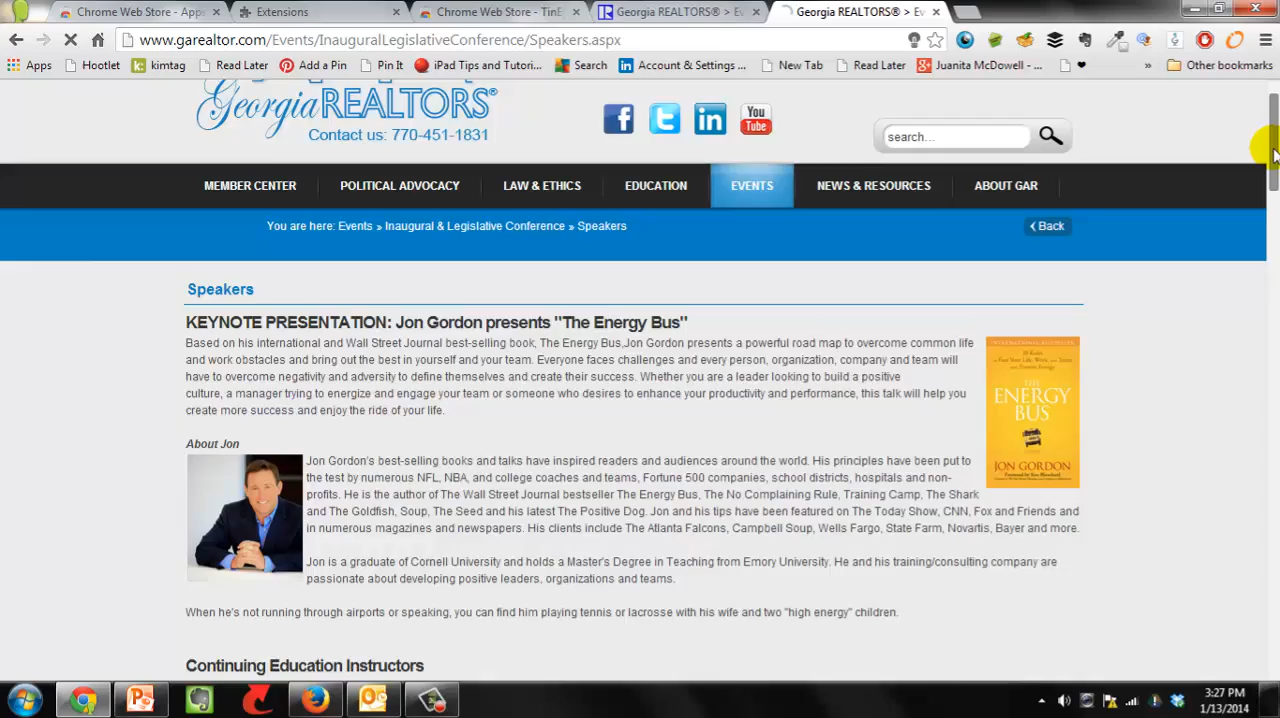 Chrome Web Store - Apps
Extensions
Chrome Web Store - TinE
Georgia REALTORS® > Ev
Georgia REALTORS® > Ev
www.garealtor.com/Events/InauguralLegislativeConference/Speakers.aspx
Apps Hootlet kimtag Read Later Add a Pin Pin It iPad Tips and Tutori... Search Account & Settings ... New Tab Read Later Juanita McDowell - ... » Other bookmarks
Georgia REALTORS®
Contact us: 770-451-1831
You Tube
search...
MEMBER CENTER POLITICAL ADVOCACY LAW & ETHICS EDUCATION EVENTS NEWS & RESOURCES ABOUT GAR
You are here: Events » Inaugural & Legislative Conference » Speakers
Back
Speakers
KEYNOTE PRESENTATION: Jon Gordon presents "The Energy Bus"
Based on his international and Wall Street Journal best-selling book, The Energy Bus,Jon Gordon presents a powerful road map to overcome common life
and work obstacles and bring out the best in yourself and your team. Everyone faces challenges and every person, organization, company and team will
have to overcome negativity and adversity to define themselves and create their success. Whether you are a leader looking to build a positive
culture, a manager trying to energize and engage your team or someone who desires to enhance your productivity and performance, this talk will help you
create more success and enjoy the ride of your life.
THE
ENERGY
BUS
JON GORDON
About Jon
Jon Gordon's best-selling books and talks have inspired readers and audiences around the world. His principles have been put to
the test by numerous NFL, NBA, and college coaches and teams, Fortune 500 companies, school districts, hospitals and non-
profits. He is the author of The Wall Street Journal bestseller The Energy Bus, The No Complaining Rule, Training Camp, The Shark
and The Goldfish, Soup, The Seed and his latest The Positive Dog. Jon and his tips have been featured on The Today Show, CNN, Fox and Friends and
in numerous magazines and newspapers. His clients include The Atlanta Falcons, Campbell Soup, Wells Fargo, State Farm, Novartis, Bayer and more.
Jon is a graduate of Cornell University and holds a Master's Degree in Teaching from Emory University. He and his training/consulting company are
passionate about developing positive leaders, organizations and teams.
When he's not running through airports or speaking, you can find him playing tennis or lacrosse with his wife and two "high energy" children.
Continuing Education Instructors
3:27 PM
1/13/2014